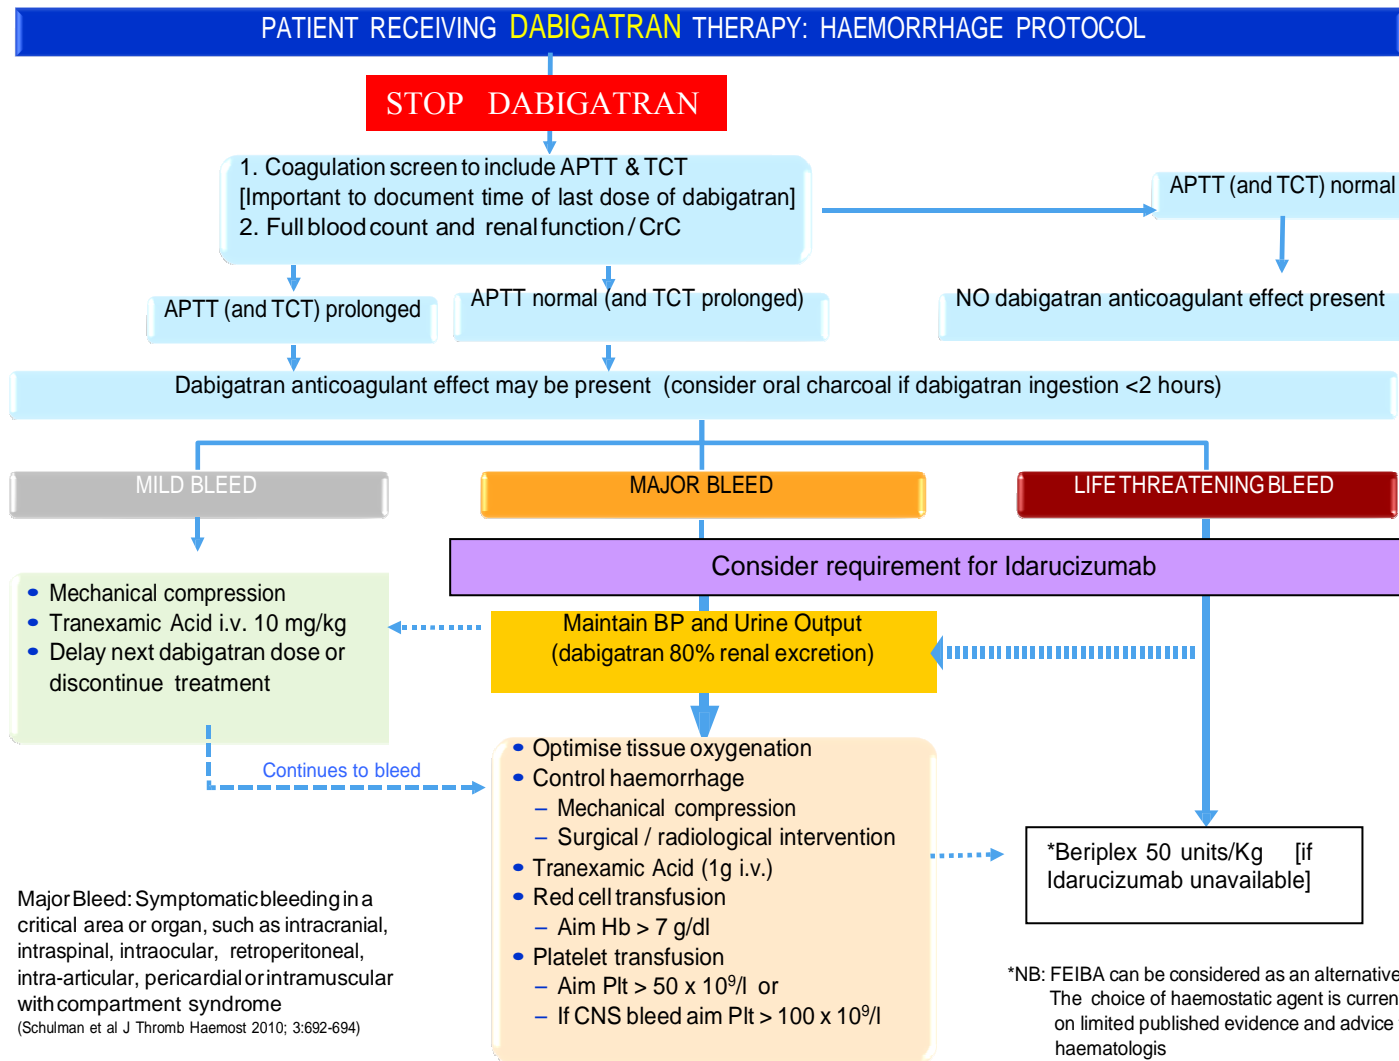 PATIENT RECEIVING DABIGATRAN THERAPY: HAEMORRHAGE PROTOCOL
STOP DABIGATRAN
1. Coagulation screen to include APTT & TCT
[Important to document time of last dose of dabigatran]
2. Full blood count and renal function / CrC
APTT (and TCT) normal
APTT (and TCT) prolonged
APTT normal (and TCT prolonged)
NO dabigatran anticoagulant effect present
Dabigatran anticoagulant effect may be present (consider oral charcoal if dabigatran ingestion <2 hours)
MILD BLEED
MAJOR BLEED
LIFE THREATENING BLEED
Consider requirement for Idarucizumab
• Mechanical compression
• Tranexamic Acid i.v. 10 mg/kg
• Delay next dabigatran dose or
discontinue treatment
Maintain BP and Urine Output
(dabigatran 80% renal excretion)
Continues to bleed
• Optimise tissue oxygenation
• Control haemorrhage
– Mechanical compression
– Surgical / radiological intervention
• Tranexamic Acid (1g i.v.)
• Red cell transfusion
– Aim Hb > 7 g/dl
• Platelet transfusion
– Aim Plt > 50 x 10⁹/l or
– If CNS bleed aim Plt > 100 x 10⁹/l
*Beriplex 50 units/Kg [if
Idarucizumab unavailable]
Major Bleed: Symptomatic bleeding in a
critical area or organ, such as intracranial,
intraspinal, intraocular, retroperitoneal,
intra-articular, pericardial or intramuscular
with compartment syndrome
(Schulman et al J Thromb Haemost 2010; 3:692-694)
*NB: FEIBA can be considered as an alternative
The choice of haemostatic agent is curren
on limited published evidence and advice
haematologis